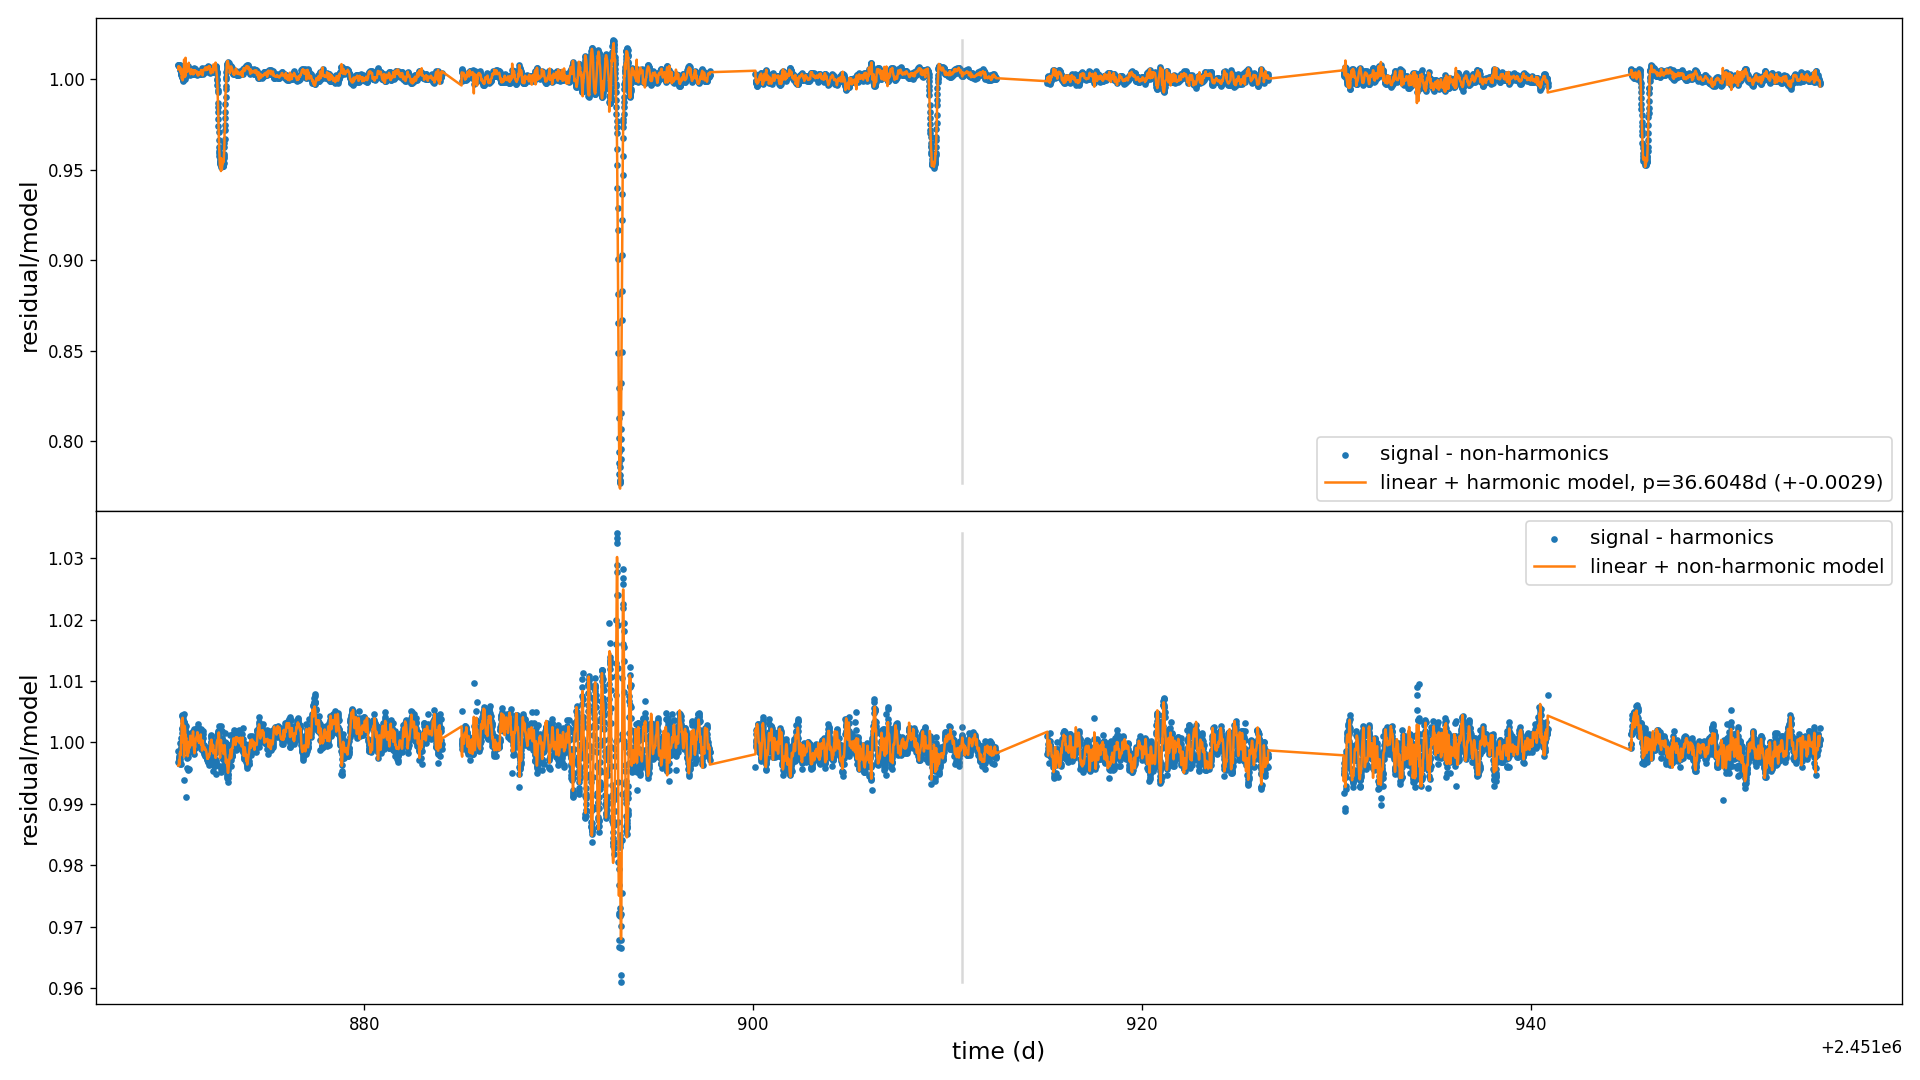 1.00
0.95
0.90
0.85
0.80
residual/model
signal - non-harmonics
linear + harmonic model, p=36.6048d (+-0.0029)
1.03
1.02
1.01
1.00
0.99
0.98
0.97
0.96
residual/model
signal - harmonics
linear + non-harmonic model
880
900
920
940
time (d)
+2.451e6